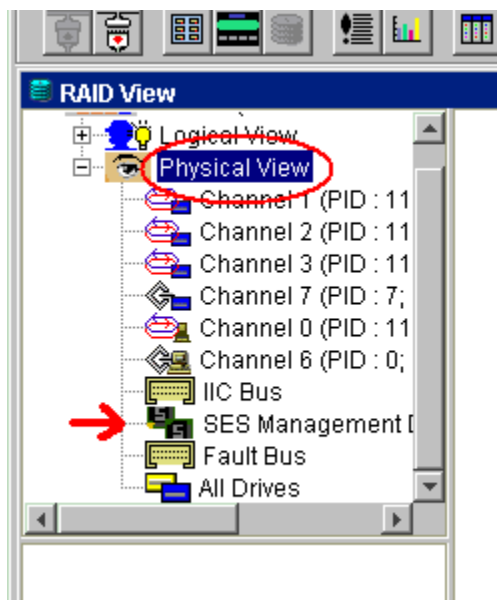 RAID View
Logical View
Physical View
Channel 1 (PID : 11
Channel 2 (PID : 11
Channel 3 (PID : 11
Channel 7 (PID : 7;
Channel 0 (PID : 11
Channel 6 (PID : 0;
IIC Bus
SES Management
Fault Bus
All Drives